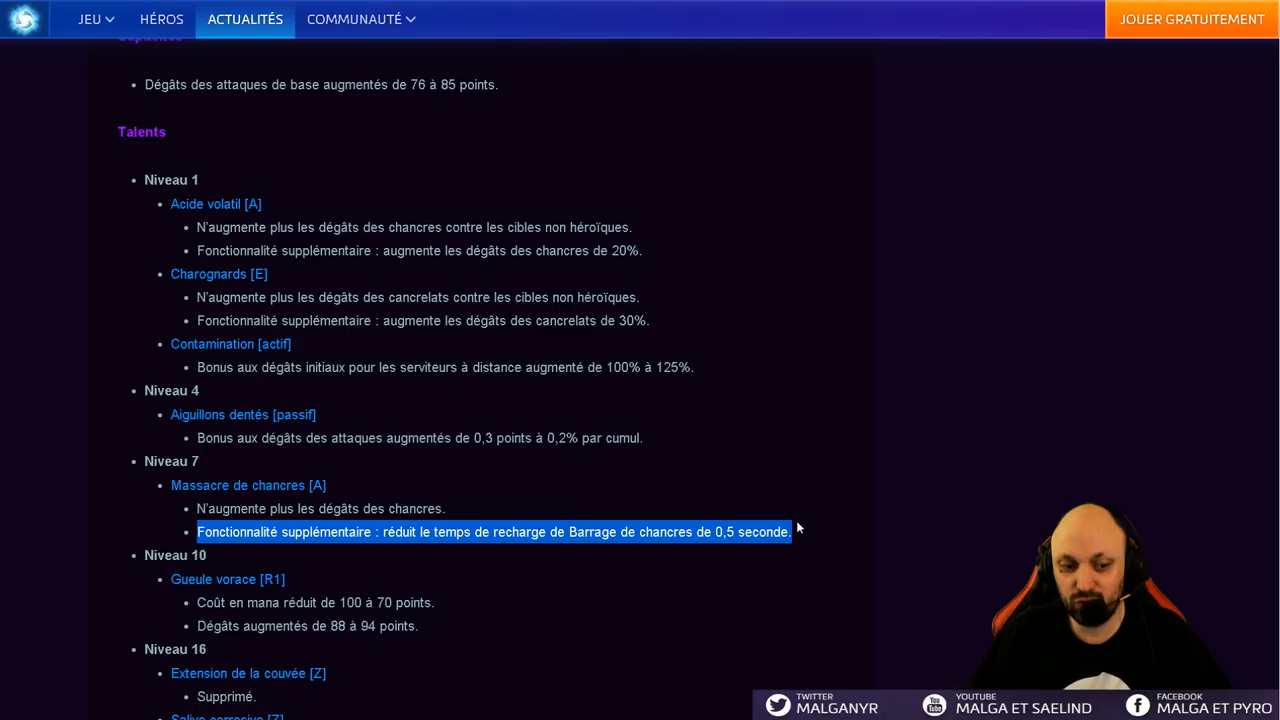 JEU
HÉROS
ACTUALITÉS
COMMUNAUTÉ
JOUER GRATUITEMENT
Capacités
Dégâts des attaques de base augmentés de 76 à 85 points.
Talents
Niveau 1
Acide volatil [A]
N'augmente plus les dégâts des chancres contre les cibles non héroïques.
Fonctionnalité supplémentaire : augmente les dégâts des chancres de 20%.
Charognards [E]
N'augmente plus les dégâts des cancrelats contre les cibles non héroïques.
Fonctionnalité supplémentaire : augmente les dégâts des cancrelats de 30%.
Contamination [actif]
Bonus aux dégâts initiaux pour les serviteurs à distance augmenté de 100% à 125%.
Niveau 4
Aiguillons dentés [passif]
Bonus aux dégâts des attaques augmentés de 0,3 points à 0,2% par cumul.
Niveau 7
Massacre de chancres [A]
N'augmente plus les dégâts des chancres.
Fonctionnalité supplémentaire : réduit le temps de recharge de Barrage de chancres de 0,5 seconde.
Niveau 10
Gueule vorace [R1]
Coût en mana réduit de 100 à 70 points.
Dégâts augmentés de 88 à 94 points.
Niveau 16
Extension de la couvée [Z]
Supprimé.
Salive corrosive [Z]
TWITTER
MALGANYR
YOUTUBE
MALGA ET SAELIND
FACEBOOK
MALGA ET PYRO